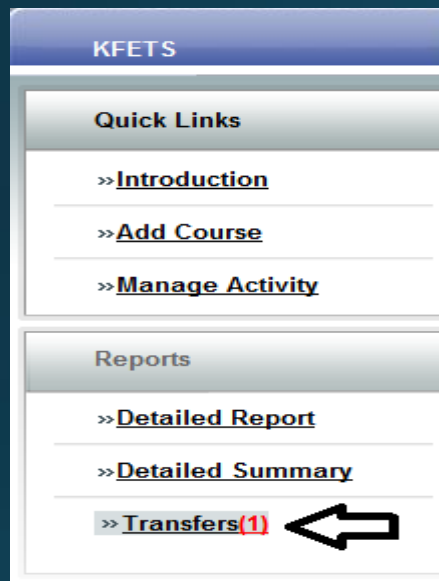 KFETS
Quick Links
»Introduction
»Add Course
»Manage Activity
Reports
»Detailed Report
»Detailed Summary
»Transfers(1)